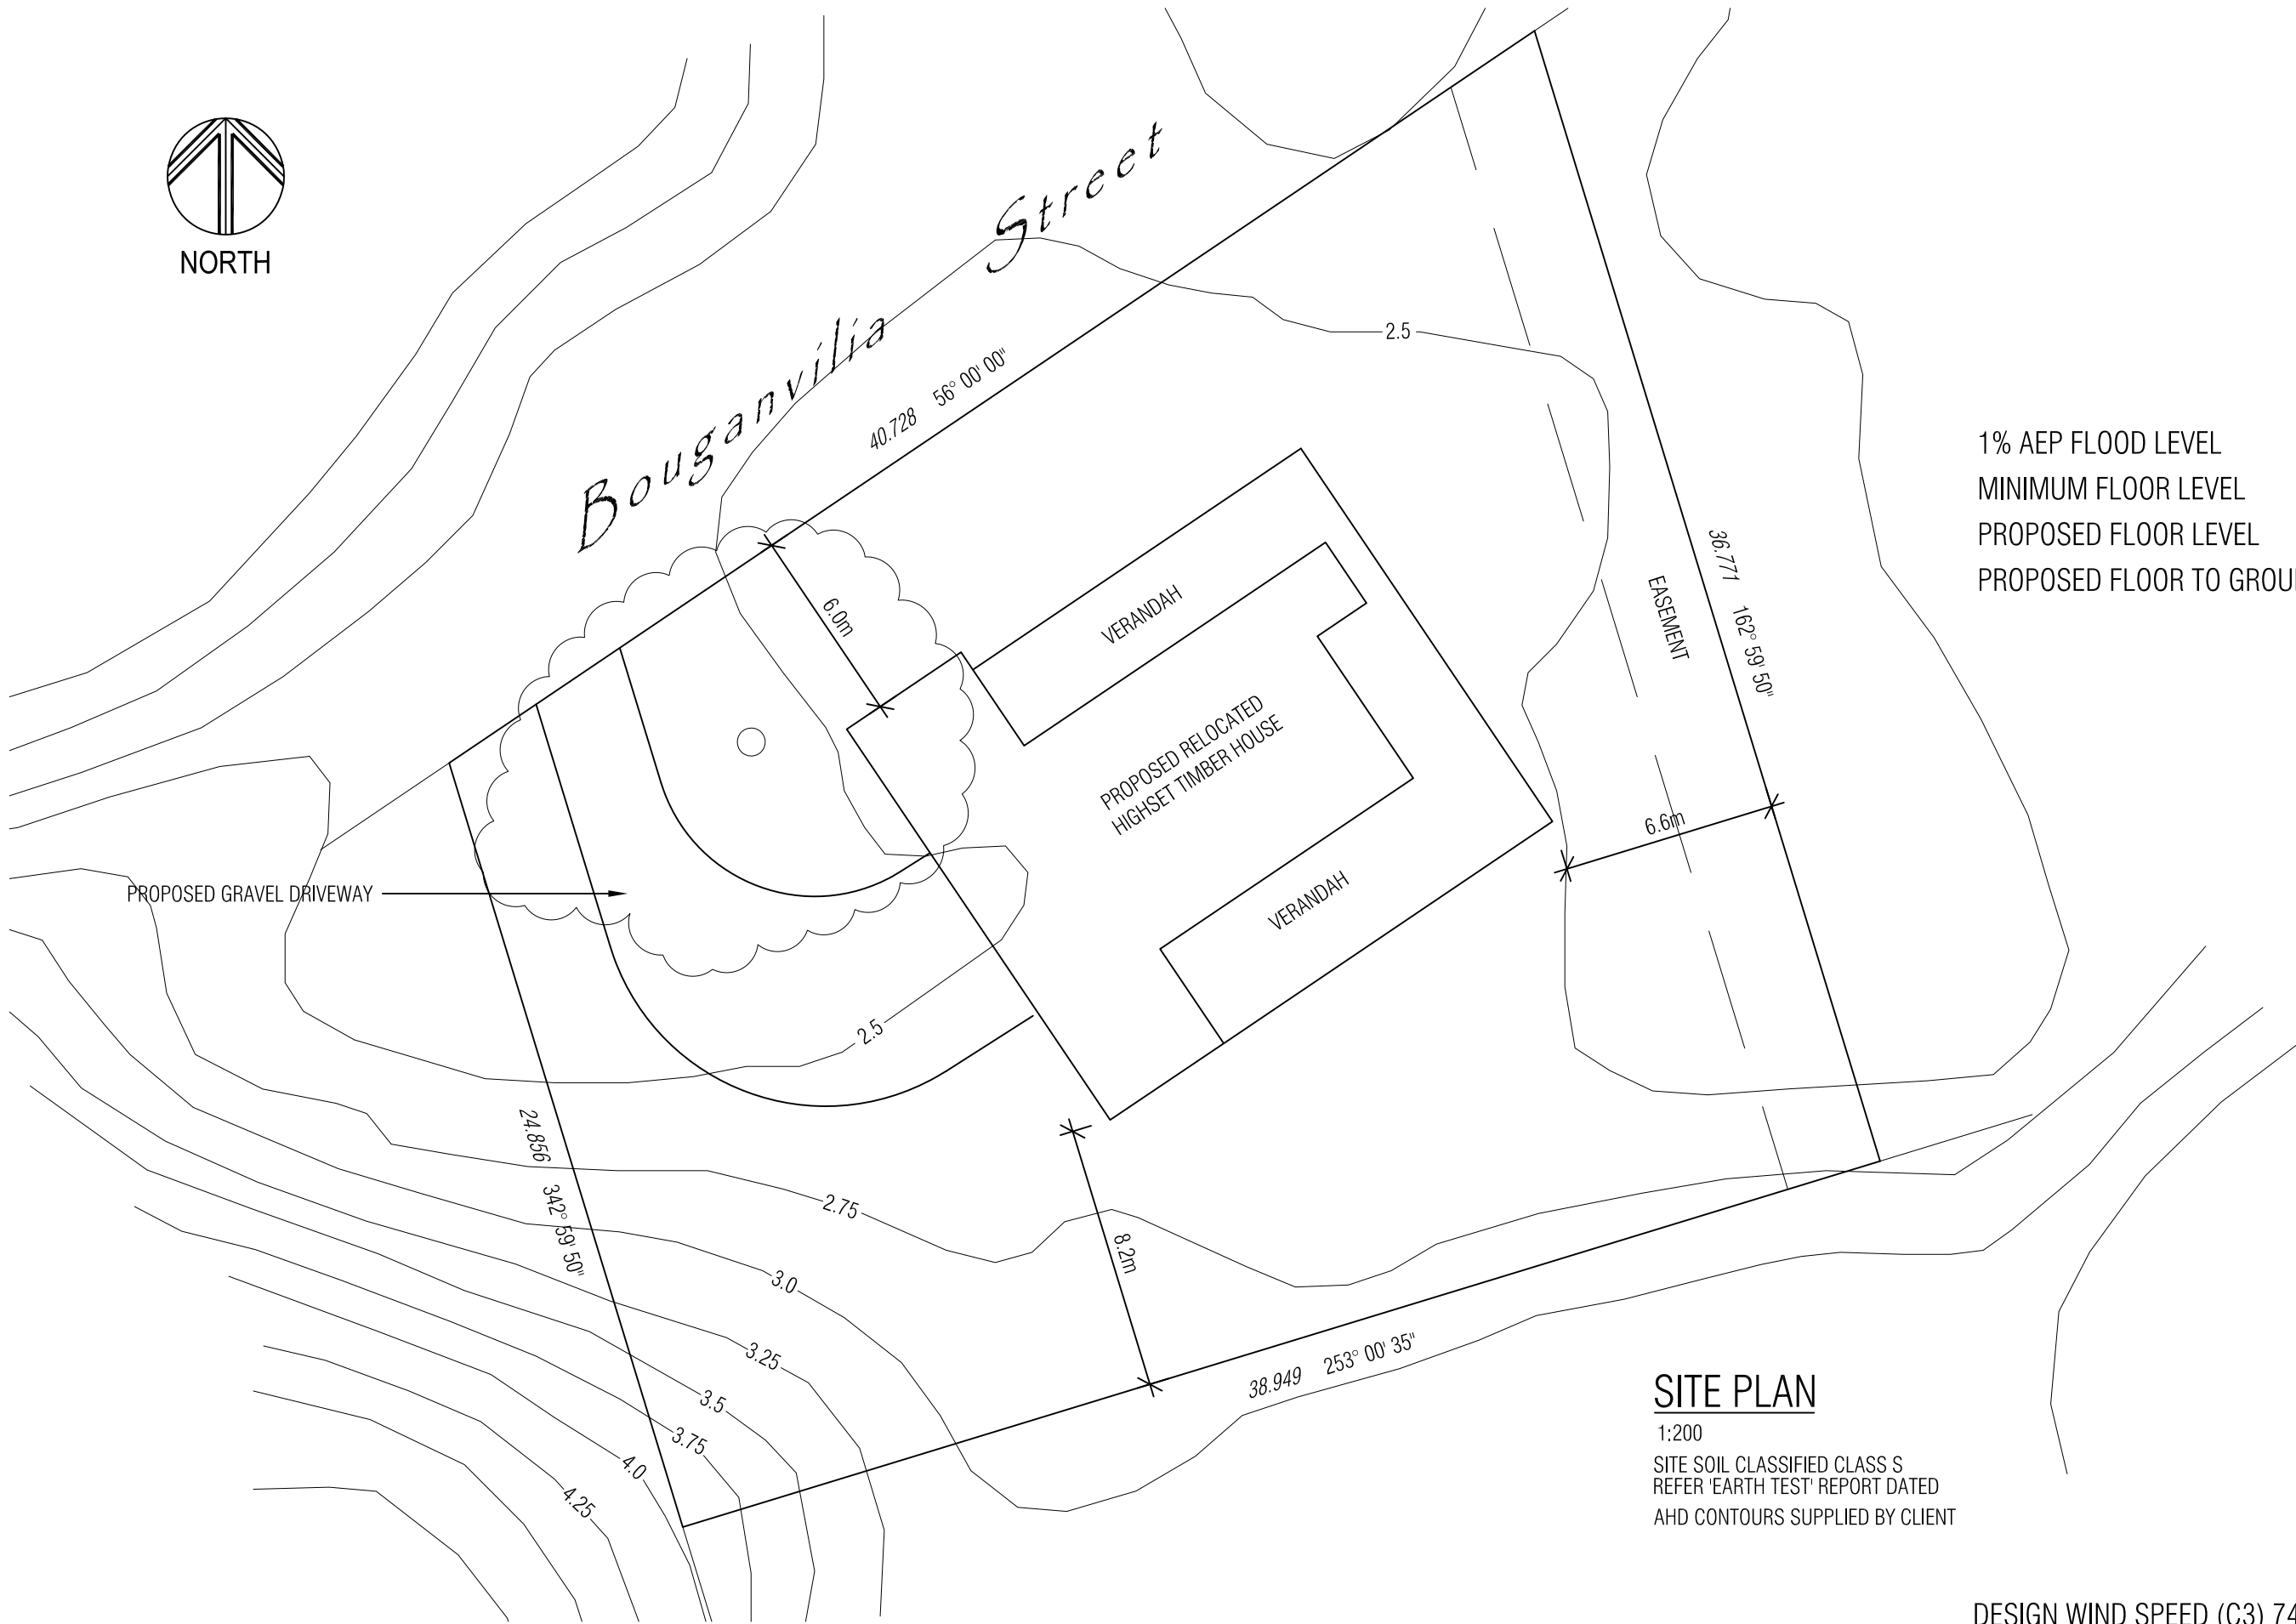 NORTH
Bouganvilia Street
40.728 56° 00' 00"
2.5
1% AEP FLOOD LEVEL
MINIMUM FLOOR LEVEL
PROPOSED FLOOR LEVEL
PROPOSED FLOOR TO
36.771 162° 59' 50"
EASEMENT
6.0m
VERANDAH
PROPOSED RELOCATED
HIGHSET TIMBER HOUSE
6.6m
VERANDAH
PROPOSED GRAVEL DRIVEWAY
2.5
24.856 342° 59' 50"
2.75
8.2m
3.0
3.25
3.5
3.75
4.0
4.25
38.949 253° 00' 35"
SITE PLAN
1:200
SITE SOIL CLASSIFIED CLASS S
REFER 'EARTH TEST' REPORT DATED
AHD CONTOURS SUPPLIED BY CLIENT
DESIGN WIND SPEED (C3) 74